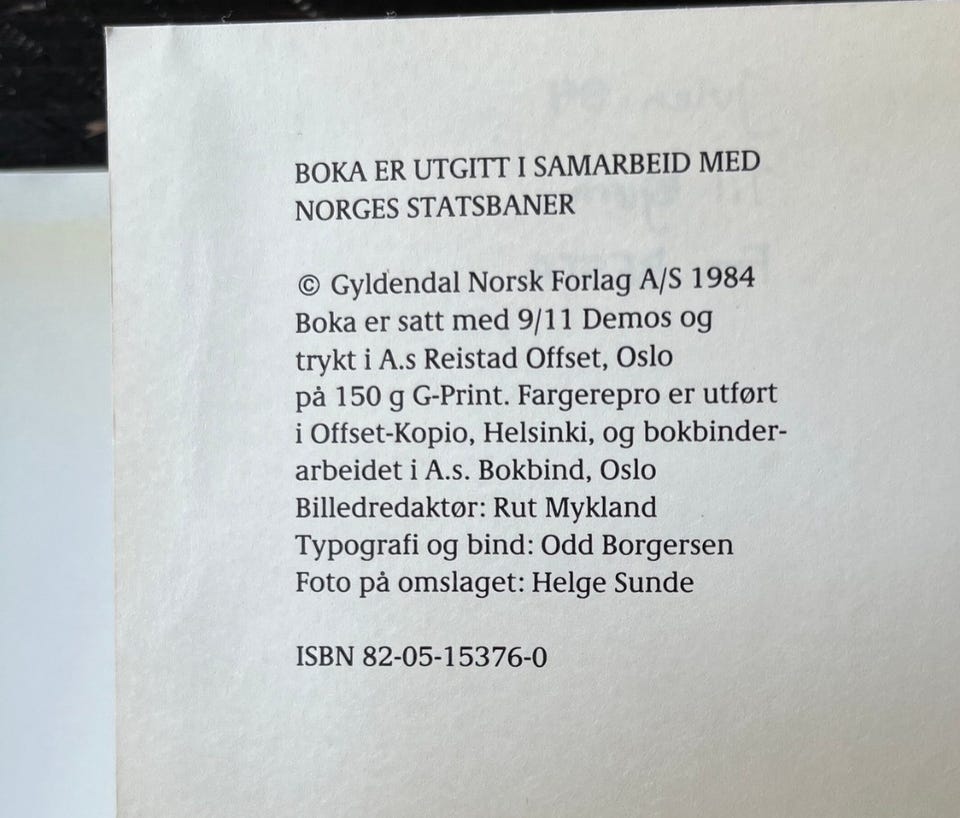 BOKA ER UTGITT I SAMARBEID MED
NORGES STATSBANER
© Gyldendal Norsk Forlag A/S 1984
Boka er satt med 9/11 Demos og
trykt i A.s Reistad Offset, Oslo
på 150 g G-Print. Fargerepro er utført
i Offset-Kopio, Helsinki, og bokbinder-
arbeidet i A.s. Bokbind, Oslo
Billedredaktør: Rut Mykland
Typografi og bind: Odd Borgersen
Foto på omslaget: Helge Sunde
ISBN 82-05-15376-0